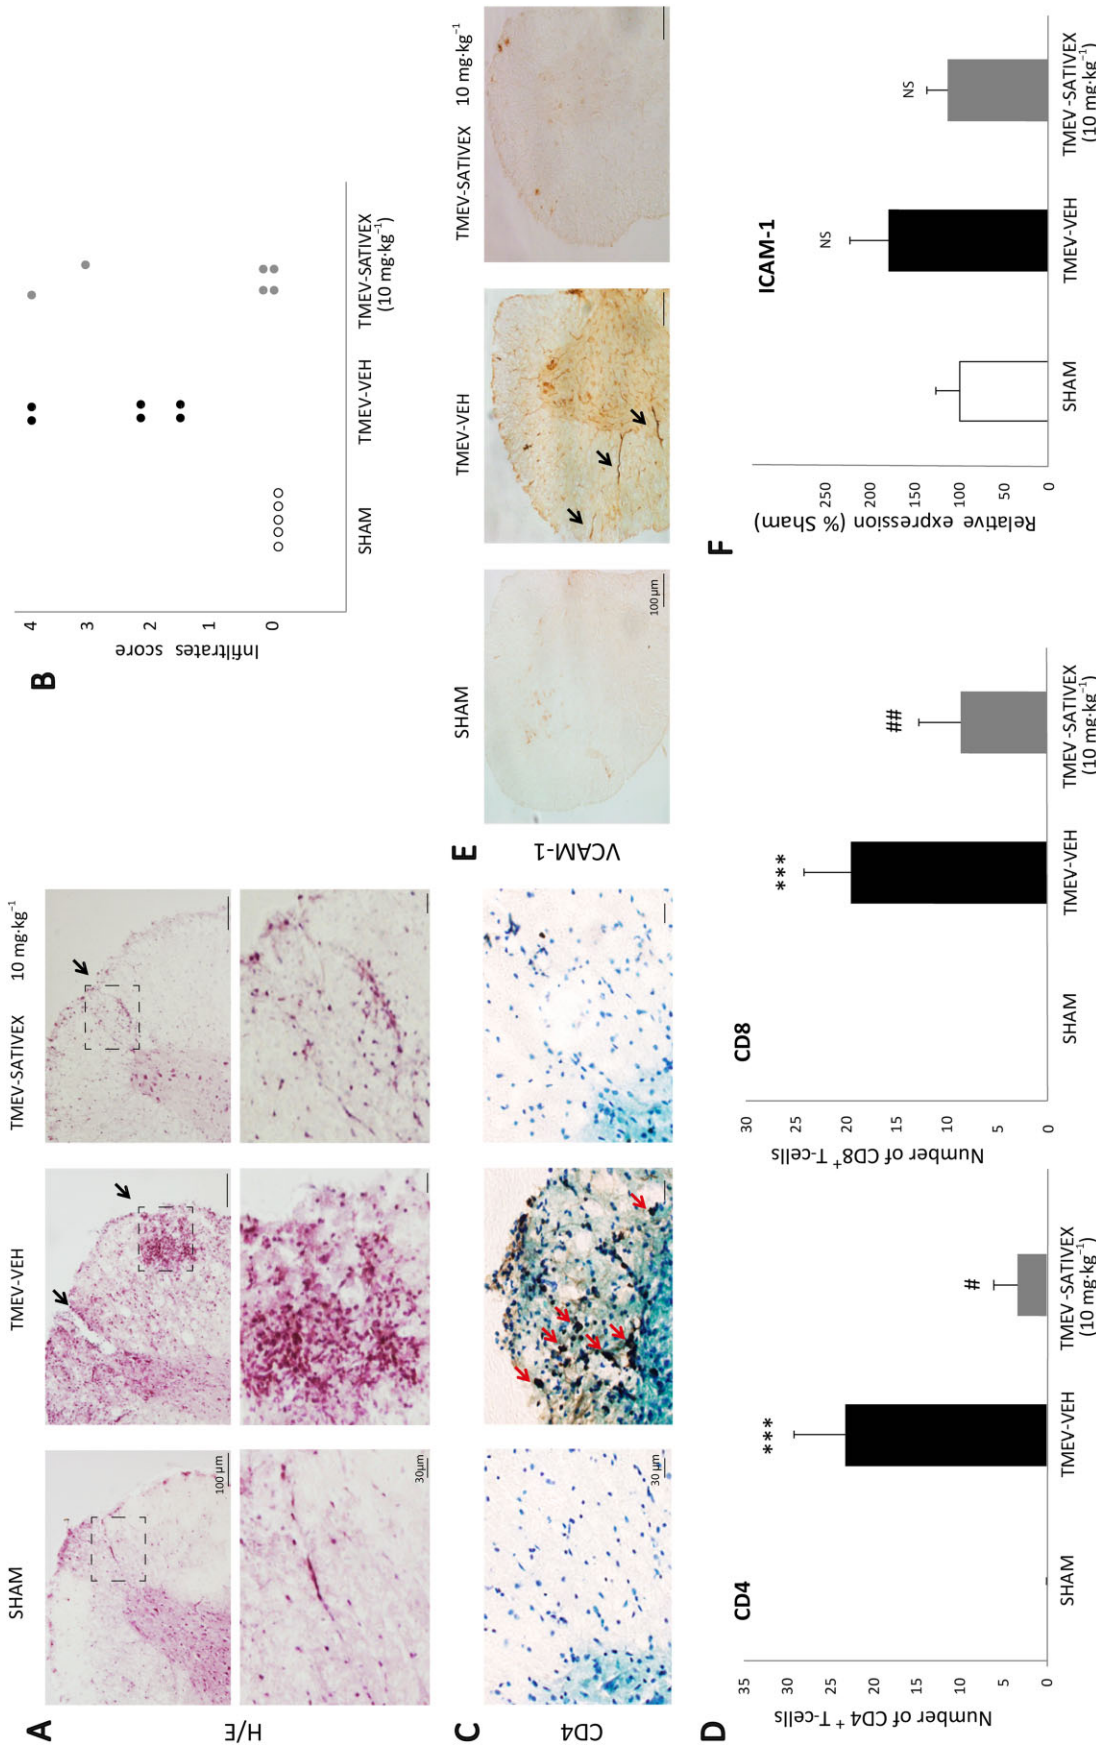 A
SHAM
TMEV-VEH
TMEV-SATIVEX 10 mg·kg⁻¹
H/E
100 µm
30µm
B
Infiltrates score
4
3
2
1
0
SHAM
TMEV-VEH
TMEV-SATIVEX
(10 mg·kg⁻¹)
C
CD4
30 µm
E
SHAM
TMEV-VEH
TMEV-SATIVEX 10 mg·kg⁻¹
VCAM-1
100 µm
D
CD4
Number of CD4⁺ T-cells
35
30
25
20
15
10
5
0
***
#
SHAM
TMEV-VEH
TMEV-SATIVEX
(10 mg·kg⁻¹)
CD8
Number of CD8⁺T-cells
30
25
20
15
10
5
0
***
##
SHAM
TMEV-VEH
TMEV-SATIVEX
(10 mg·kg⁻¹)
F
ICAM-1
Relative expression (% Sham)
250
200
150
100
50
0
NS
NS
SHAM
TMEV-VEH
TMEV-SATIVEX
(10 mg·kg⁻¹)